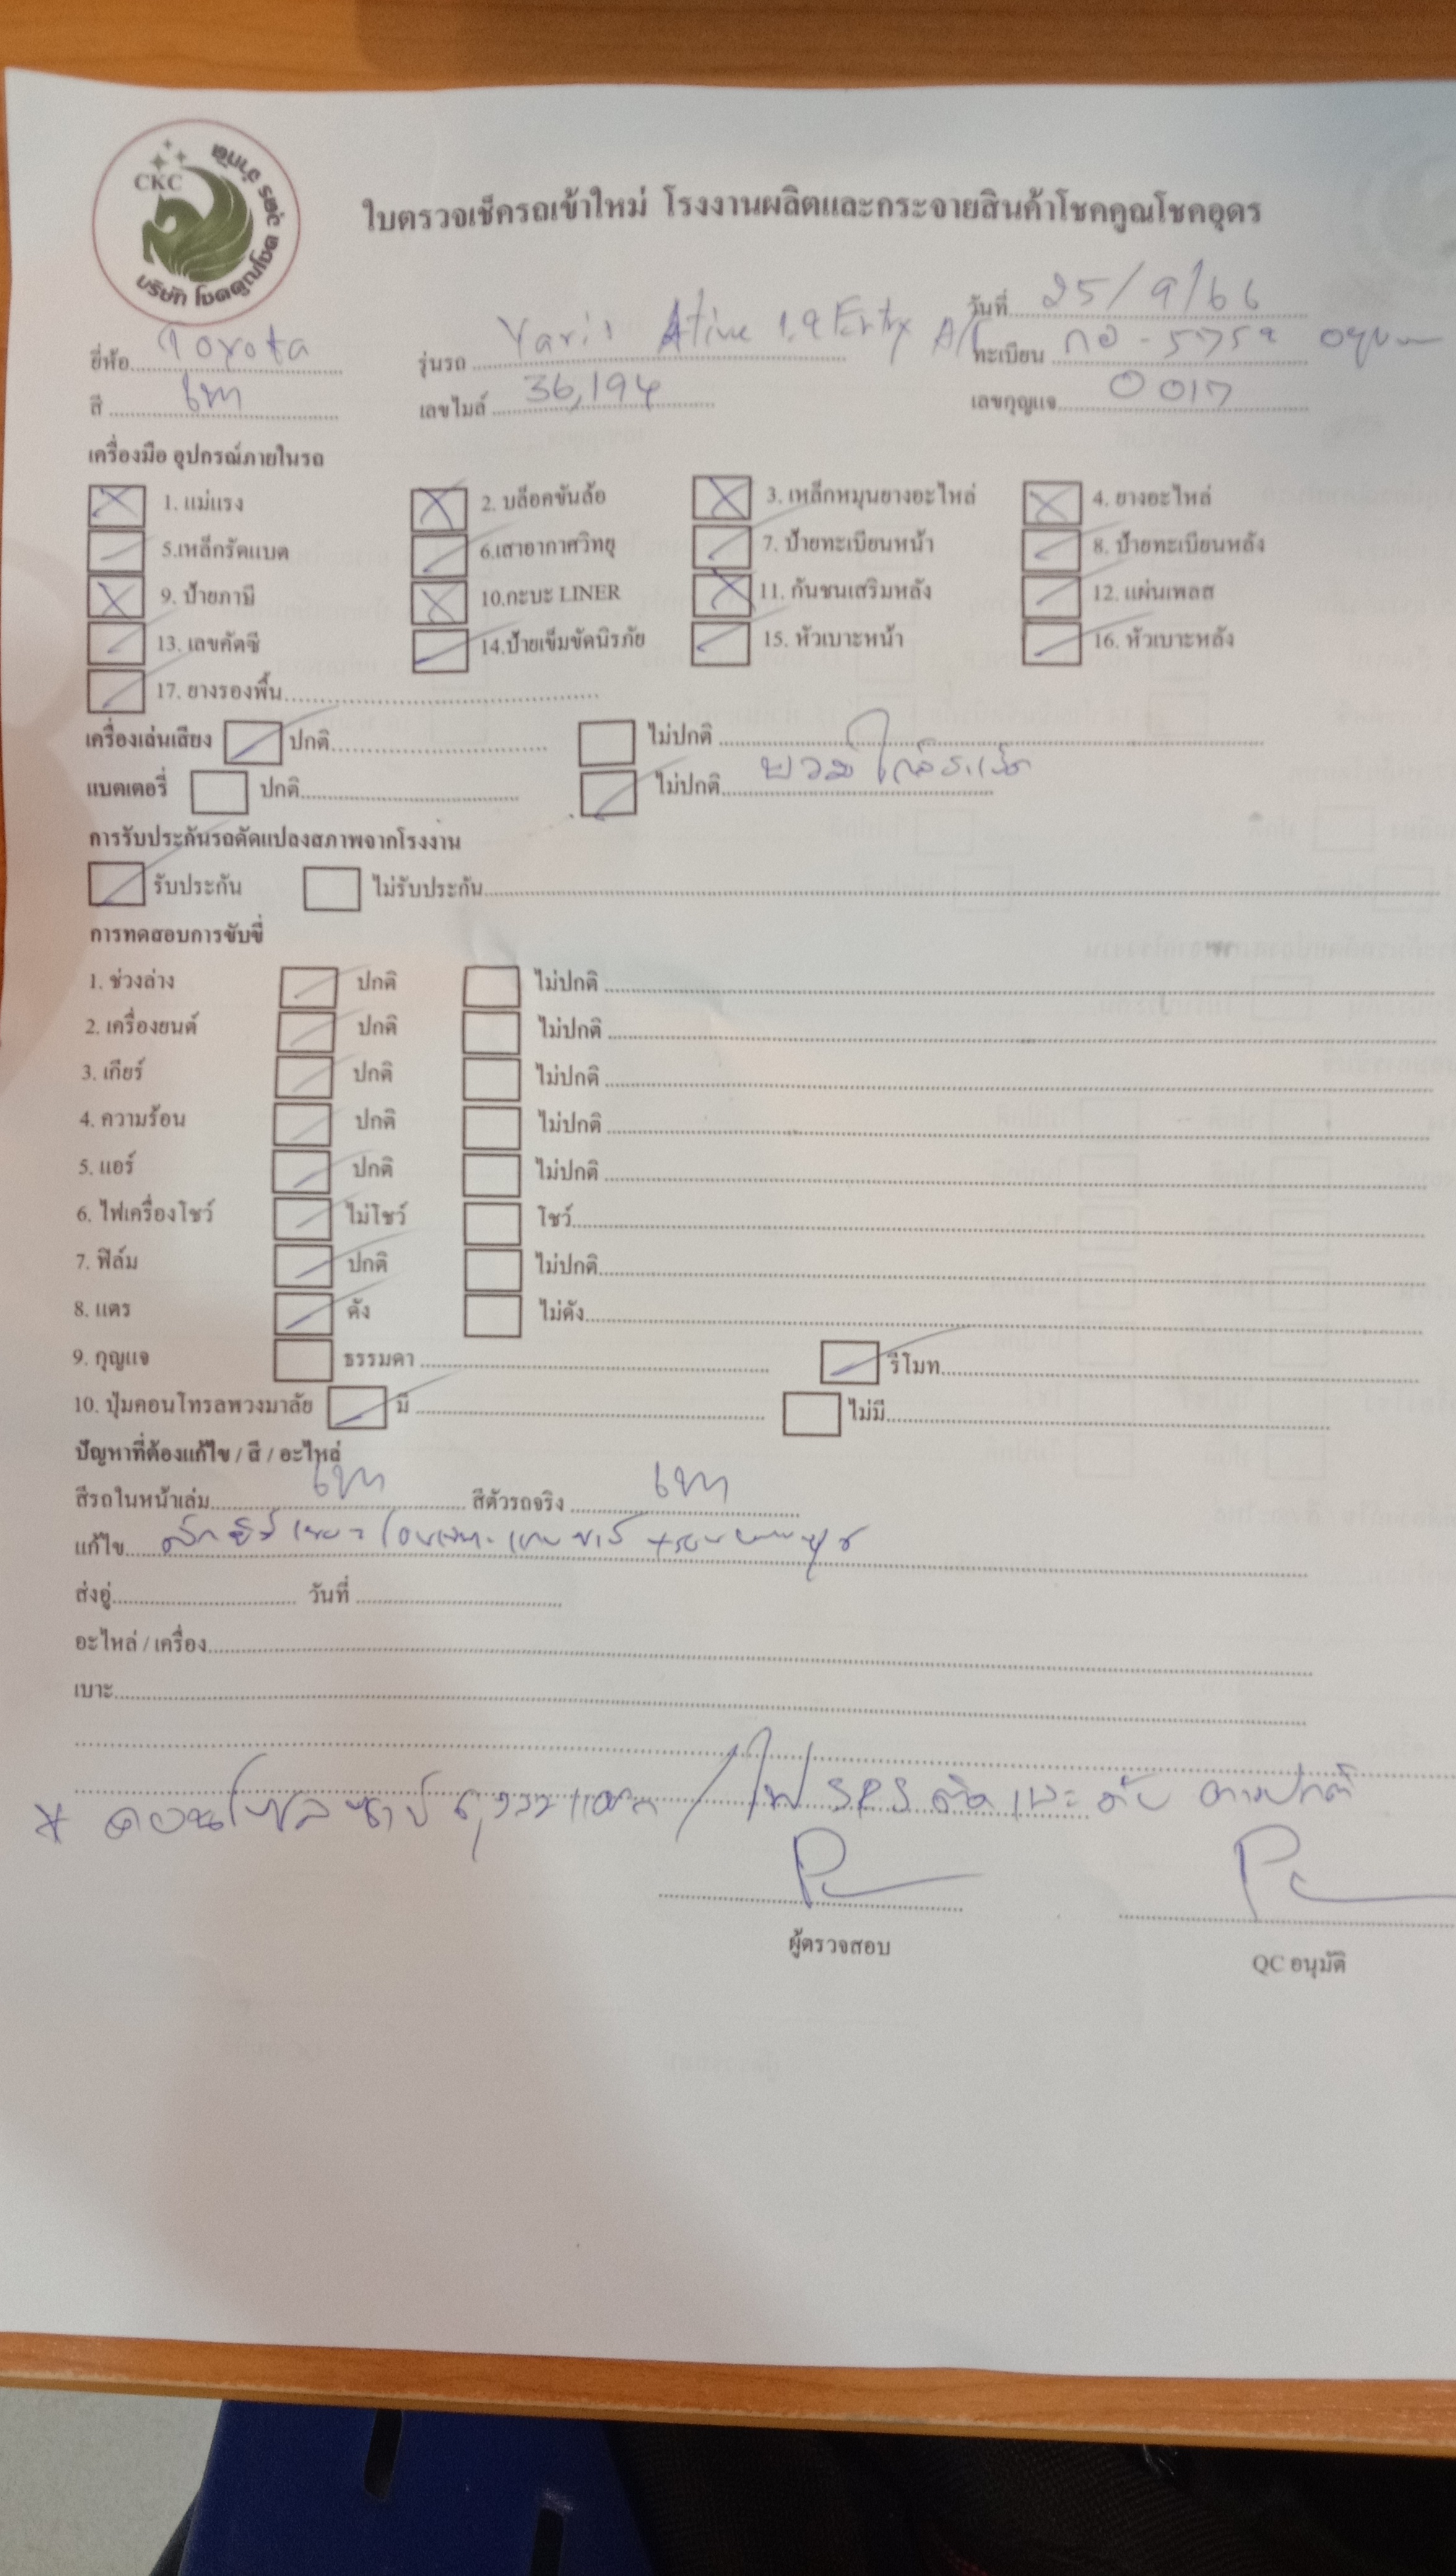 CKC
บริษัท โชคคูณโชค
จำกัด
ใบตรวจเช็ครถเข้าใหม่ โรงงานผลิตและกระจายสินค้าโชคคูณโชคอุดร
วันที่ 25/9/66
ยี่ห้อ Toyota รุ่นรถ Yaris Ative 1.2 Entry ทะเบียน
สี เทา เลขไมล์ 36,194 เลขกุญแจ 0017
เครื่องมือ อุปกรณ์ภายในรถ
1. แม่แรง 2. บล็อคขันล้อ 3. เหล็กหมุนยางอะไหล่ 4. ยางอะไหล่
5.เหล็กรัดแบต 6.เสาอากาศวิทยุ 7. ป้ายทะเบียนหน้า 8. ป้ายทะเบียนหลัง
9. ป้ายภาษี 10.กะบะ LINER 11. กันชนเสริมหลัง 12. แผ่นเพลส
13. เลขคัดซี 14.ป้ายเข็มขัดนิรภัย 15. หัวเบาะหน้า 16. หัวเบาะหลัง
17. ยางรองพื้น
เครื่องเล่นเสียง ปกติ ไม่ปกติ
แบตเตอรี่ ปกติ ไม่ปกติ
การรับประกันรถดัดแปลงสภาพจากโรงงาน
รับประกัน ไม่รับประกัน
การทดสอบการขับขี่
1. ช่วงล่าง ปกติ ไม่ปกติ
2. เครื่องยนต์ ปกติ ไม่ปกติ
3. เกียร์ ปกติ ไม่ปกติ
4. ความร้อน ปกติ ไม่ปกติ
5. แอร์ ปกติ ไม่ปกติ
6. ไฟเครื่องโชว์ ไม่โชว์ โชว์
7. ฟิล์ม ปกติ ไม่ปกติ
8. แตร ดัง ไม่ดัง
9. กุญแจ ธรรมดา รีโมท
10. ปุ่มคอนโทรลพวงมาลัย มี ไม่มี
ปัญหาที่ต้องแก้ไข / สี / อะไหล่
สีรถในหน้าเล่ม เทา สีตัวรถจริง เทา
แก้ไข
ส่งอู่ วันที่
อะไหล่ / เครื่อง
เบาะ
/ ไฟ SRS ติดและดับ ตามปกติ
ผู้ตรวจสอบ QC อนุมัติ